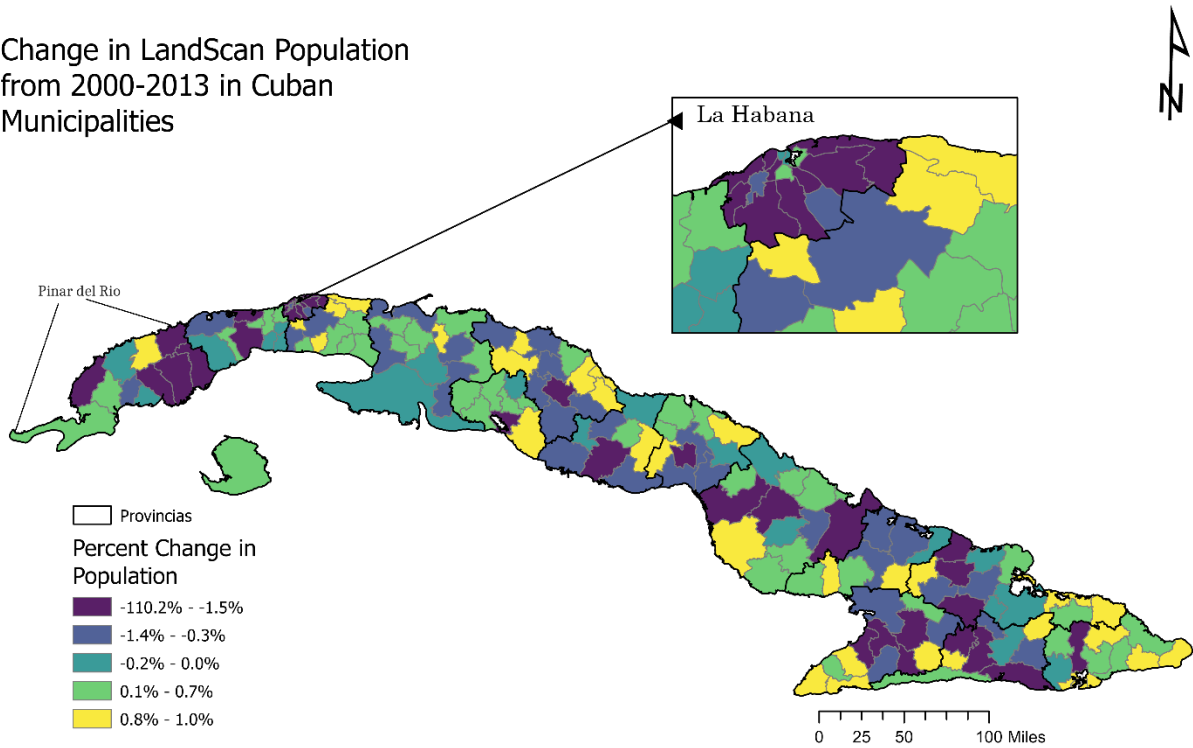 Change in LandScan Population
from 2000-2013 in Cuban
Municipalities
N
La Habana
Pinar del Rio
Provincias
Percent Change in
Population
-110.2% - -1.5%
-1.4% - -0.3%
-0.2% - 0.0%
0.1% - 0.7%
0.8% - 1.0%
0 25 50 100 Miles